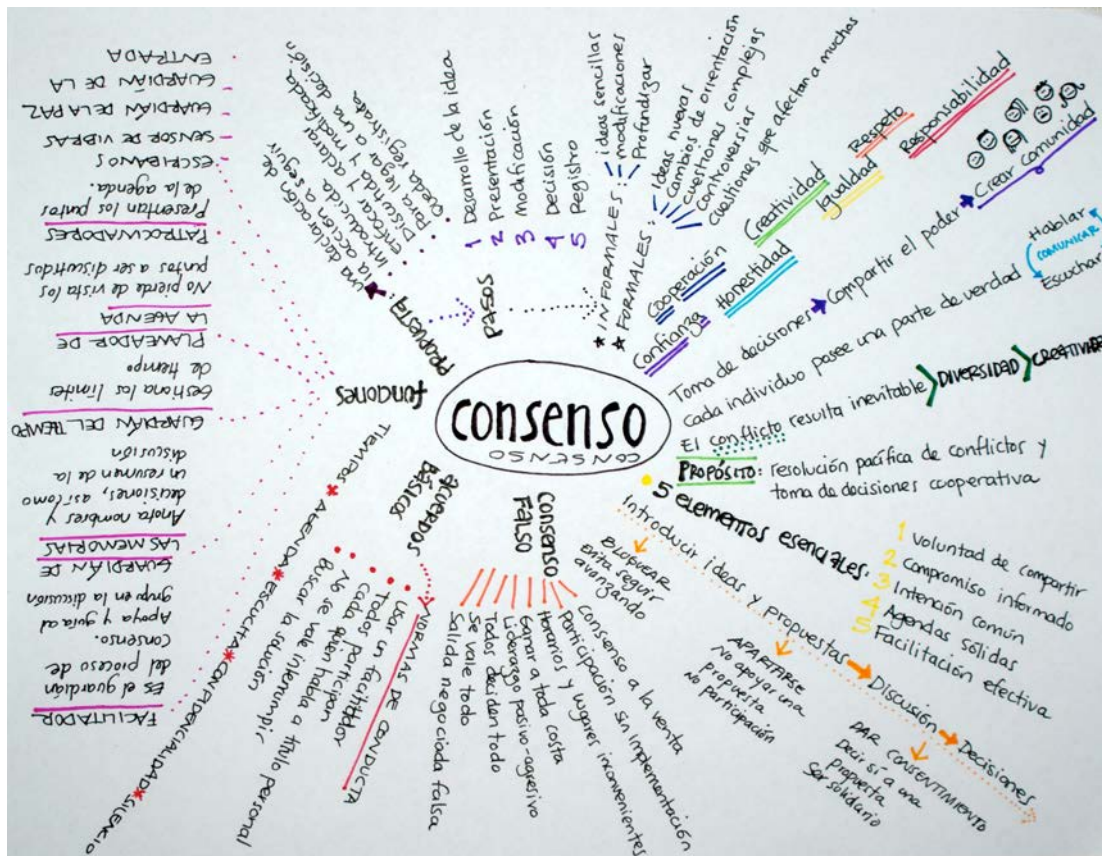 consenso
CONSENSO
Confianza
Honestidad
Cooperación
Igualdad
Creatividad
Respeto
Responsabilidad
Toma de decisiones → Compartir el poder → Crear comunidad
cada individuo posee una parte de verdad
Hablar
COMUNICAR
Escuchar
El conflicto resulta inevitable > DIVERSIDAD > CREATIVIDAD
PROPÓSITO: resolución pacífica de conflictos y
toma de decisiones cooperativa
• 5 elementos esenciales:
1 Voluntad de compartir
2 Compromiso informado
3 Intención común
4 Agendas sólidas
5 Facilitación efectiva
Introducir ideas y propuestas → Discusión → Decisiones
BLOQUEAR
Evita seguir
avanzando
APARTARSE
No apoyar una
propuesta
No participación
DAR CONSENTIMIENTO
Decir sí a una
propuesta
Ser solidario
CONSENSO
FALSO
Consenso a la venta
Participación sin implementación
Horarios y lugares inconvenientes
Ganar a toda costa
Liderazgo pasivo-agresivo
Todos deciden todo
Se vale todo
Salida negociada falsa
acuerdos
básicos
NORMAS DE CONDUCTA
• Usar un facilitador
• Todos participan
• Cada quien habla a título personal
• No se vale interrumpir
• Buscar la solución
TIEMPOS * AGENDA * ESCUCHA * CONFIDENCIALIDAD * SILENCIO
funciones
FACILITADOR
Es el guardián
del proceso de
consenso.
Apoya y guía al
grupo en la discusión
GUARDIÁN DE
LAS MEMORIAS
Anota nombres y
decisiones, así como
un resumen de la
discusión
GUARDIÁN DEL TIEMPO
Gestiona los límites
de tiempo
PLANEADOR DE
LA AGENDA
No pierde de vista los
puntos a ser discutidos
PATROCINADORES
Presentan los puntos
de la agenda.
ESCRIBANOS
SENSOR DE VIBRAS
GUARDIÁN DE LA PAZ
GUARDIÁN DE LA
ENTRADA
propuesta
Una declaración de
una acción a seguir
• Introducida
• enfocar y aclarar
• Discutida y modificada
• Para llegar a una decisión
• Queda registrada
pasos
1 Desarrollo de la idea
2 Presentación
3 Modificación
4 Decisión
5 Registro
★ INFORMALES:
ideas sencillas
modificaciones
Profundizar
★ FORMALES:
Ideas nuevas
Cambios de orientación
cuestiones complejas
controversias
Cuestiones que afectan a muchos